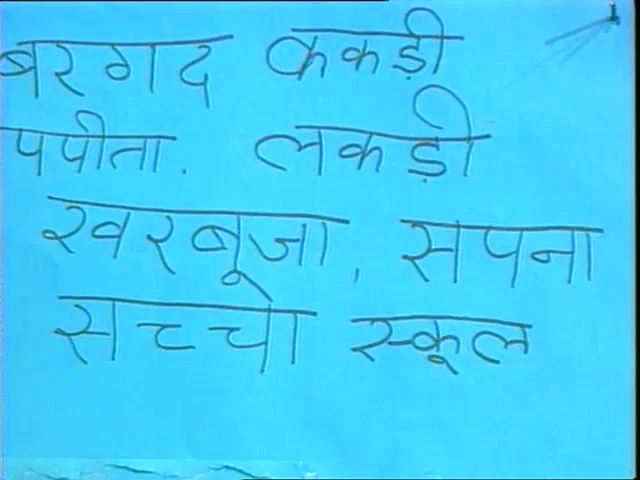 बरगद ककड़ी
पपीता. लकड़ी
खरबूजा, सपना
सच्चो स्कूल